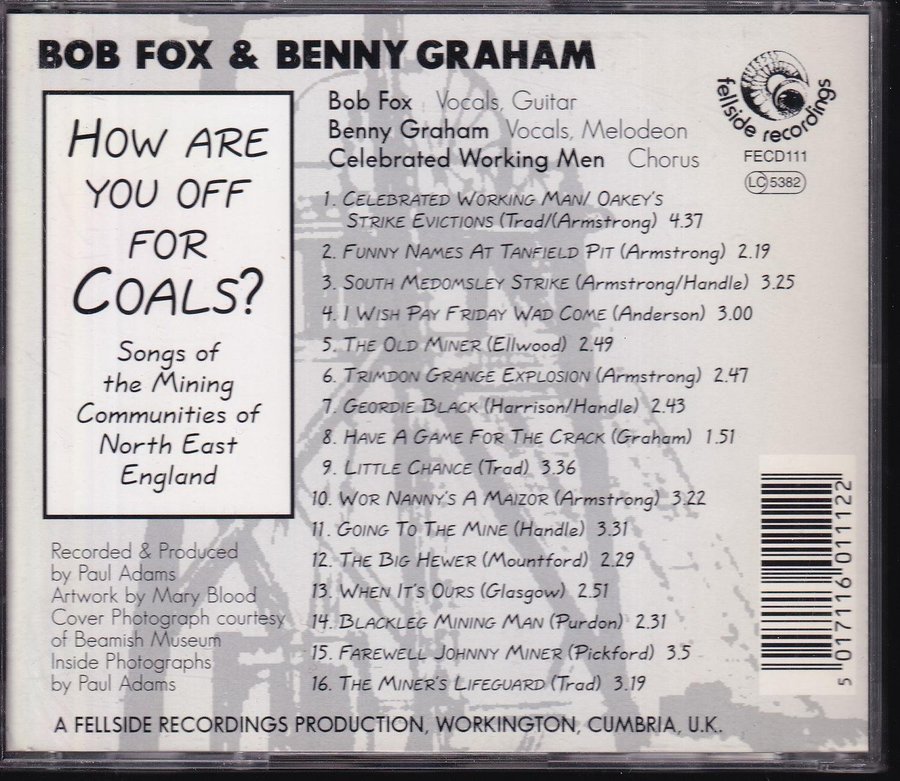 BOB FOX & BENNY GRAHAM
HOW ARE
YOU OFF
FOR
COALS?
Songs of
the Mining
Communities of
North East
England
Recorded & Produced
by Paul Adams
Artwork by Mary Blood
Cover Photograph courtesy
of Beamish Museum
Inside Photographs
by Paul Adams
Bob Fox Vocals, Guitar
Benny Graham Vocals, Melodeon
Celebrated Working Men Chorus
1. CELEBRATED WORKING MAN/ OAKEY'S
STRIKE EVICTIONS (Trad/(Armstrong) 4.37
2. FUNNY NAMES AT TANFIELD PIT (Armstrong) 2.19
3. SOUTH MEDOMSLEY STRIKE (Armstrong/Handle) 3.25
4. I WISH PAY FRIDAY WAD COME (Anderson) 3.00
5. THE OLD MINER (Ellwood) 2.49
6. TRIMDON GRANGE EXPLOSION (Armstrong) 2.47
7. GEORDIE BLACK (Harrison/Handle) 2.43
8. HAVE A GAME FOR THE CRACK (Graham) 1.51
9. LITTLE CHANCE (Trad) 3.36
10. WOR NANNY'S A MAIZOR (Armstrong) 3.22
11. GOING TO THE MINE (Handle) 3.31
12. THE BIG HEWER (Mountford) 2.29
13. WHEN IT'S OURS (Glasgow) 2.51
14. BLACKLEG MINING MAN (Purdon) 2.31
15. FAREWELL JOHNNY MINER (Pickford) 3.5
16. THE MINER'S LIFEGUARD (Trad) 3.19
fellside recordings
FECD111
LC 5382
5 017116 011122
A FELLSIDE RECORDINGS PRODUCTION, WORKINGTON, CUMBRIA, U.K.